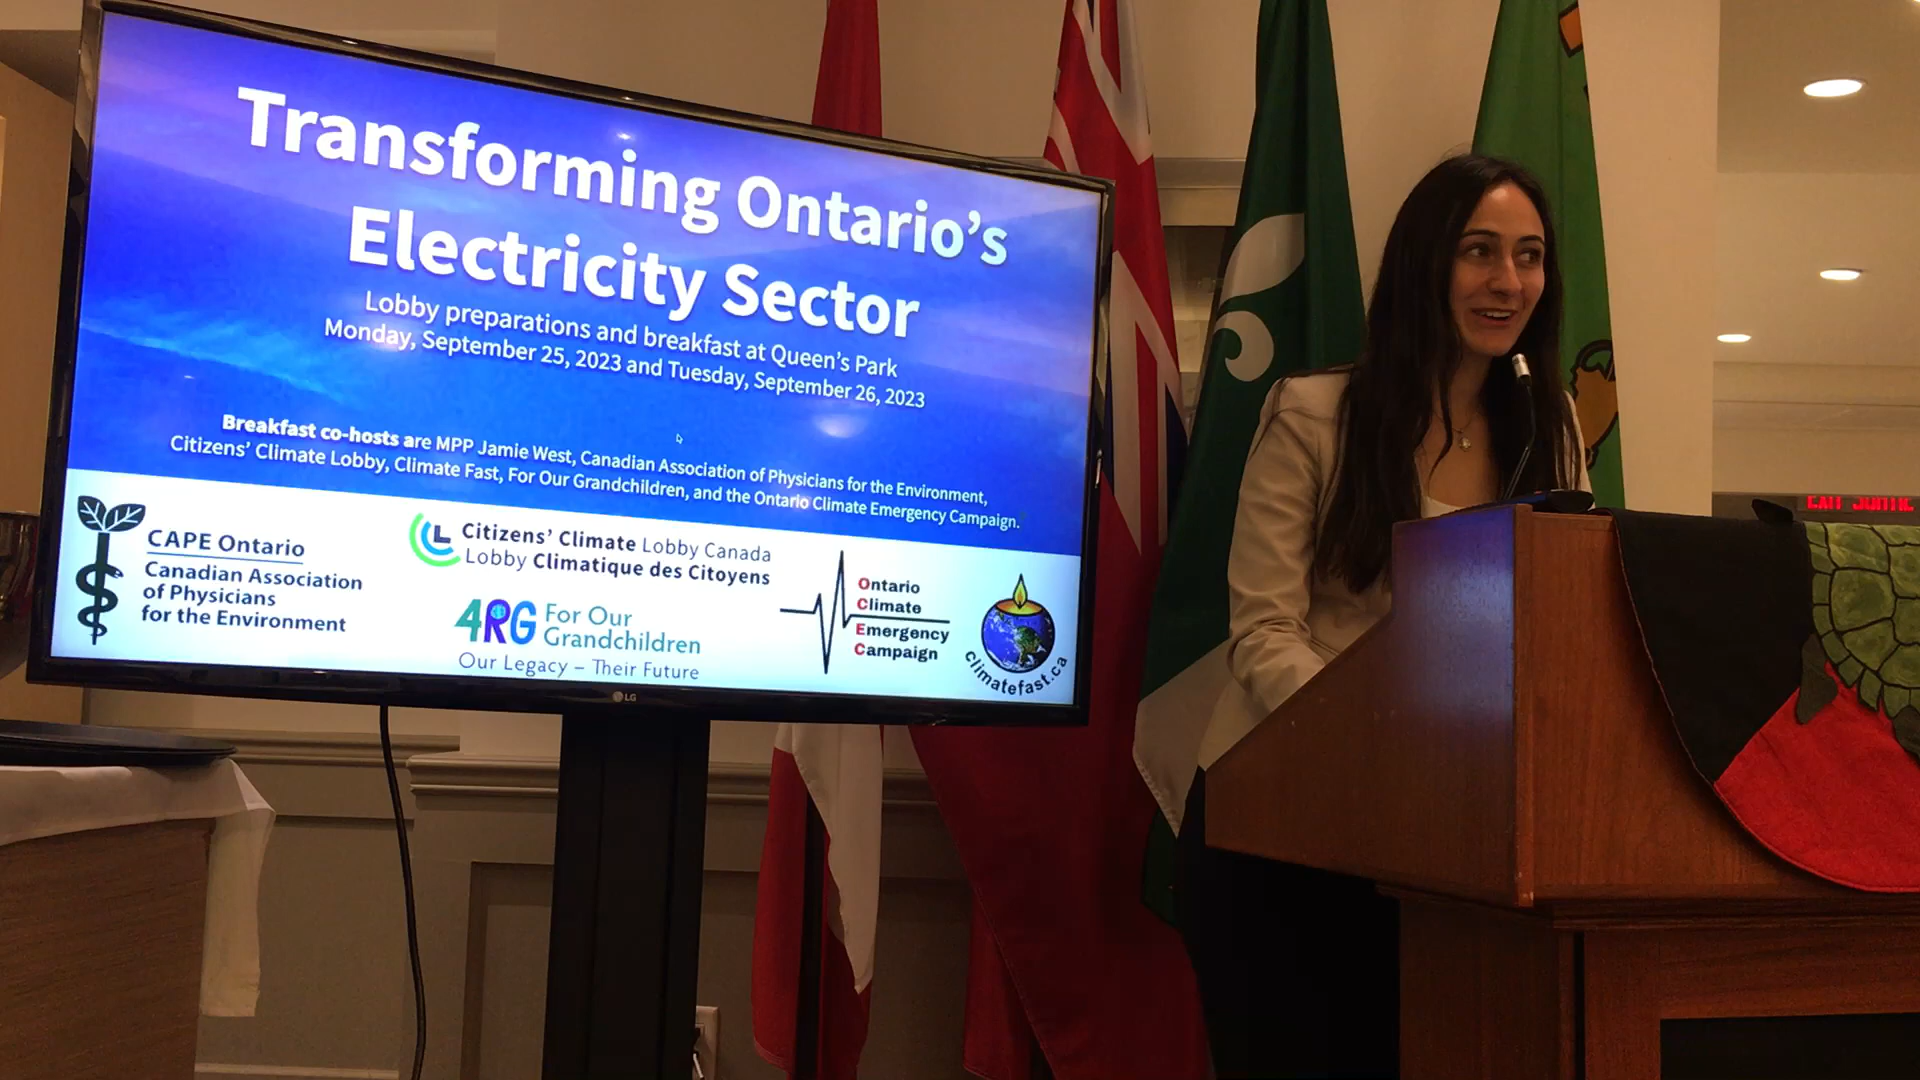 Transforming Ontario's
Electricity Sector
Lobby preparations and breakfast at Queen's Park
Monday, September 25, 2023 and Tuesday, September 26, 2023
Breakfast co-hosts are MPP Jamie West, Canadian Association of Physicians for the Environment,
Citizens' Climate Lobby, Climate Fast, For Our Grandchildren, and the Ontario Climate Emergency Campaign.
CAPE Ontario
Canadian Association
of Physicians
for the Environment
Citizens' Climate Lobby Canada
Lobby Climatique des Citoyens
4RG For Our
Grandchildren
Our Legacy – Their Future
Ontario
Climate
Emergency
Campaign
climatefast.ca
LG